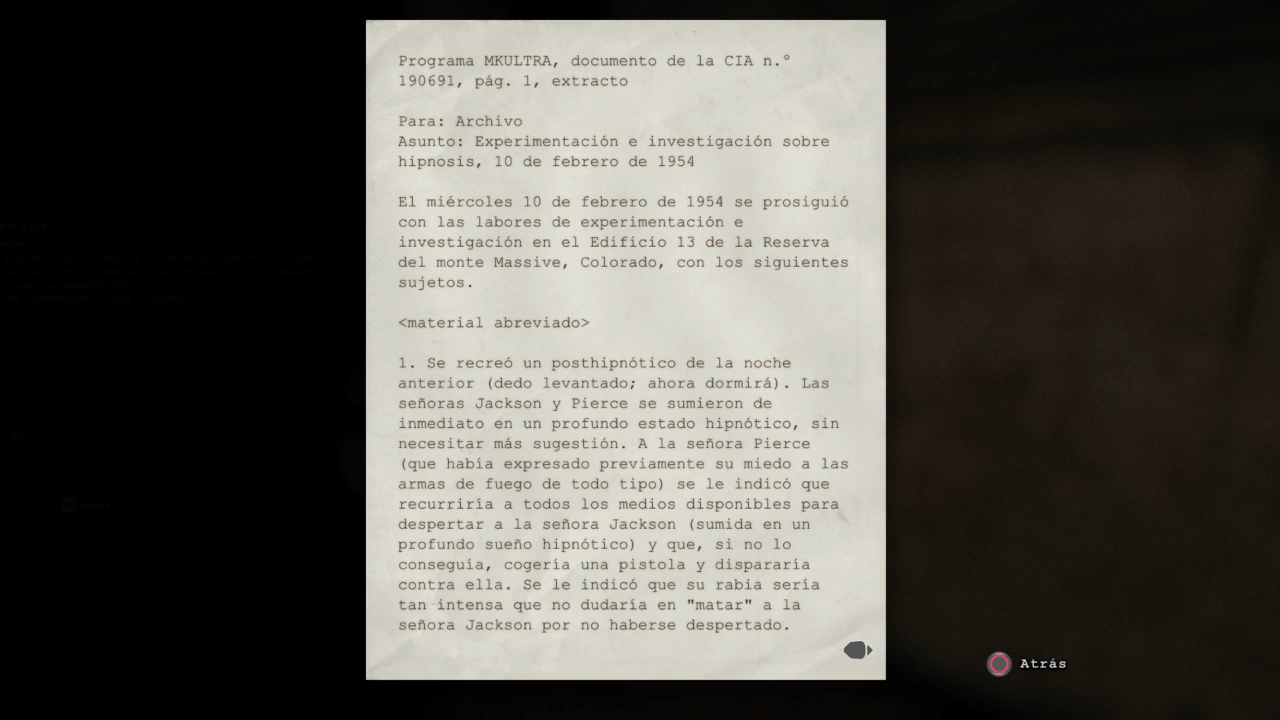 Programa MKULTRA, documento de la CIA n.º
190691, pág. 1, extracto
Para: Archivo
Asunto: Experimentación e investigación sobre
hipnosis, 10 de febrero de 1954
El miércoles 10 de febrero de 1954 se prosiguió
con las labores de experimentación e
investigación en el Edificio 13 de la Reserva
del monte Massive, Colorado, con los siguientes
sujetos.
<material abreviado>
1. Se recreó un posthipnótico de la noche
anterior (dedo levantado; ahora dormirá). Las
señoras Jackson y Pierce se sumieron de
inmediato en un profundo estado hipnótico, sin
necesitar más sugestión. A la señora Pierce
(que había expresado previamente su miedo a las
armas de fuego de todo tipo) se le indicó que
recurriría a todos los medios disponibles para
despertar a la señora Jackson (sumida en un
profundo sueño hipnótico) y que, si no lo
conseguía, cogería una pistola y dispararía
contra ella. Se le indicó que su rabia sería
tan intensa que no dudaría en "matar" a la
señora Jackson por no haberse despertado.
Atrás